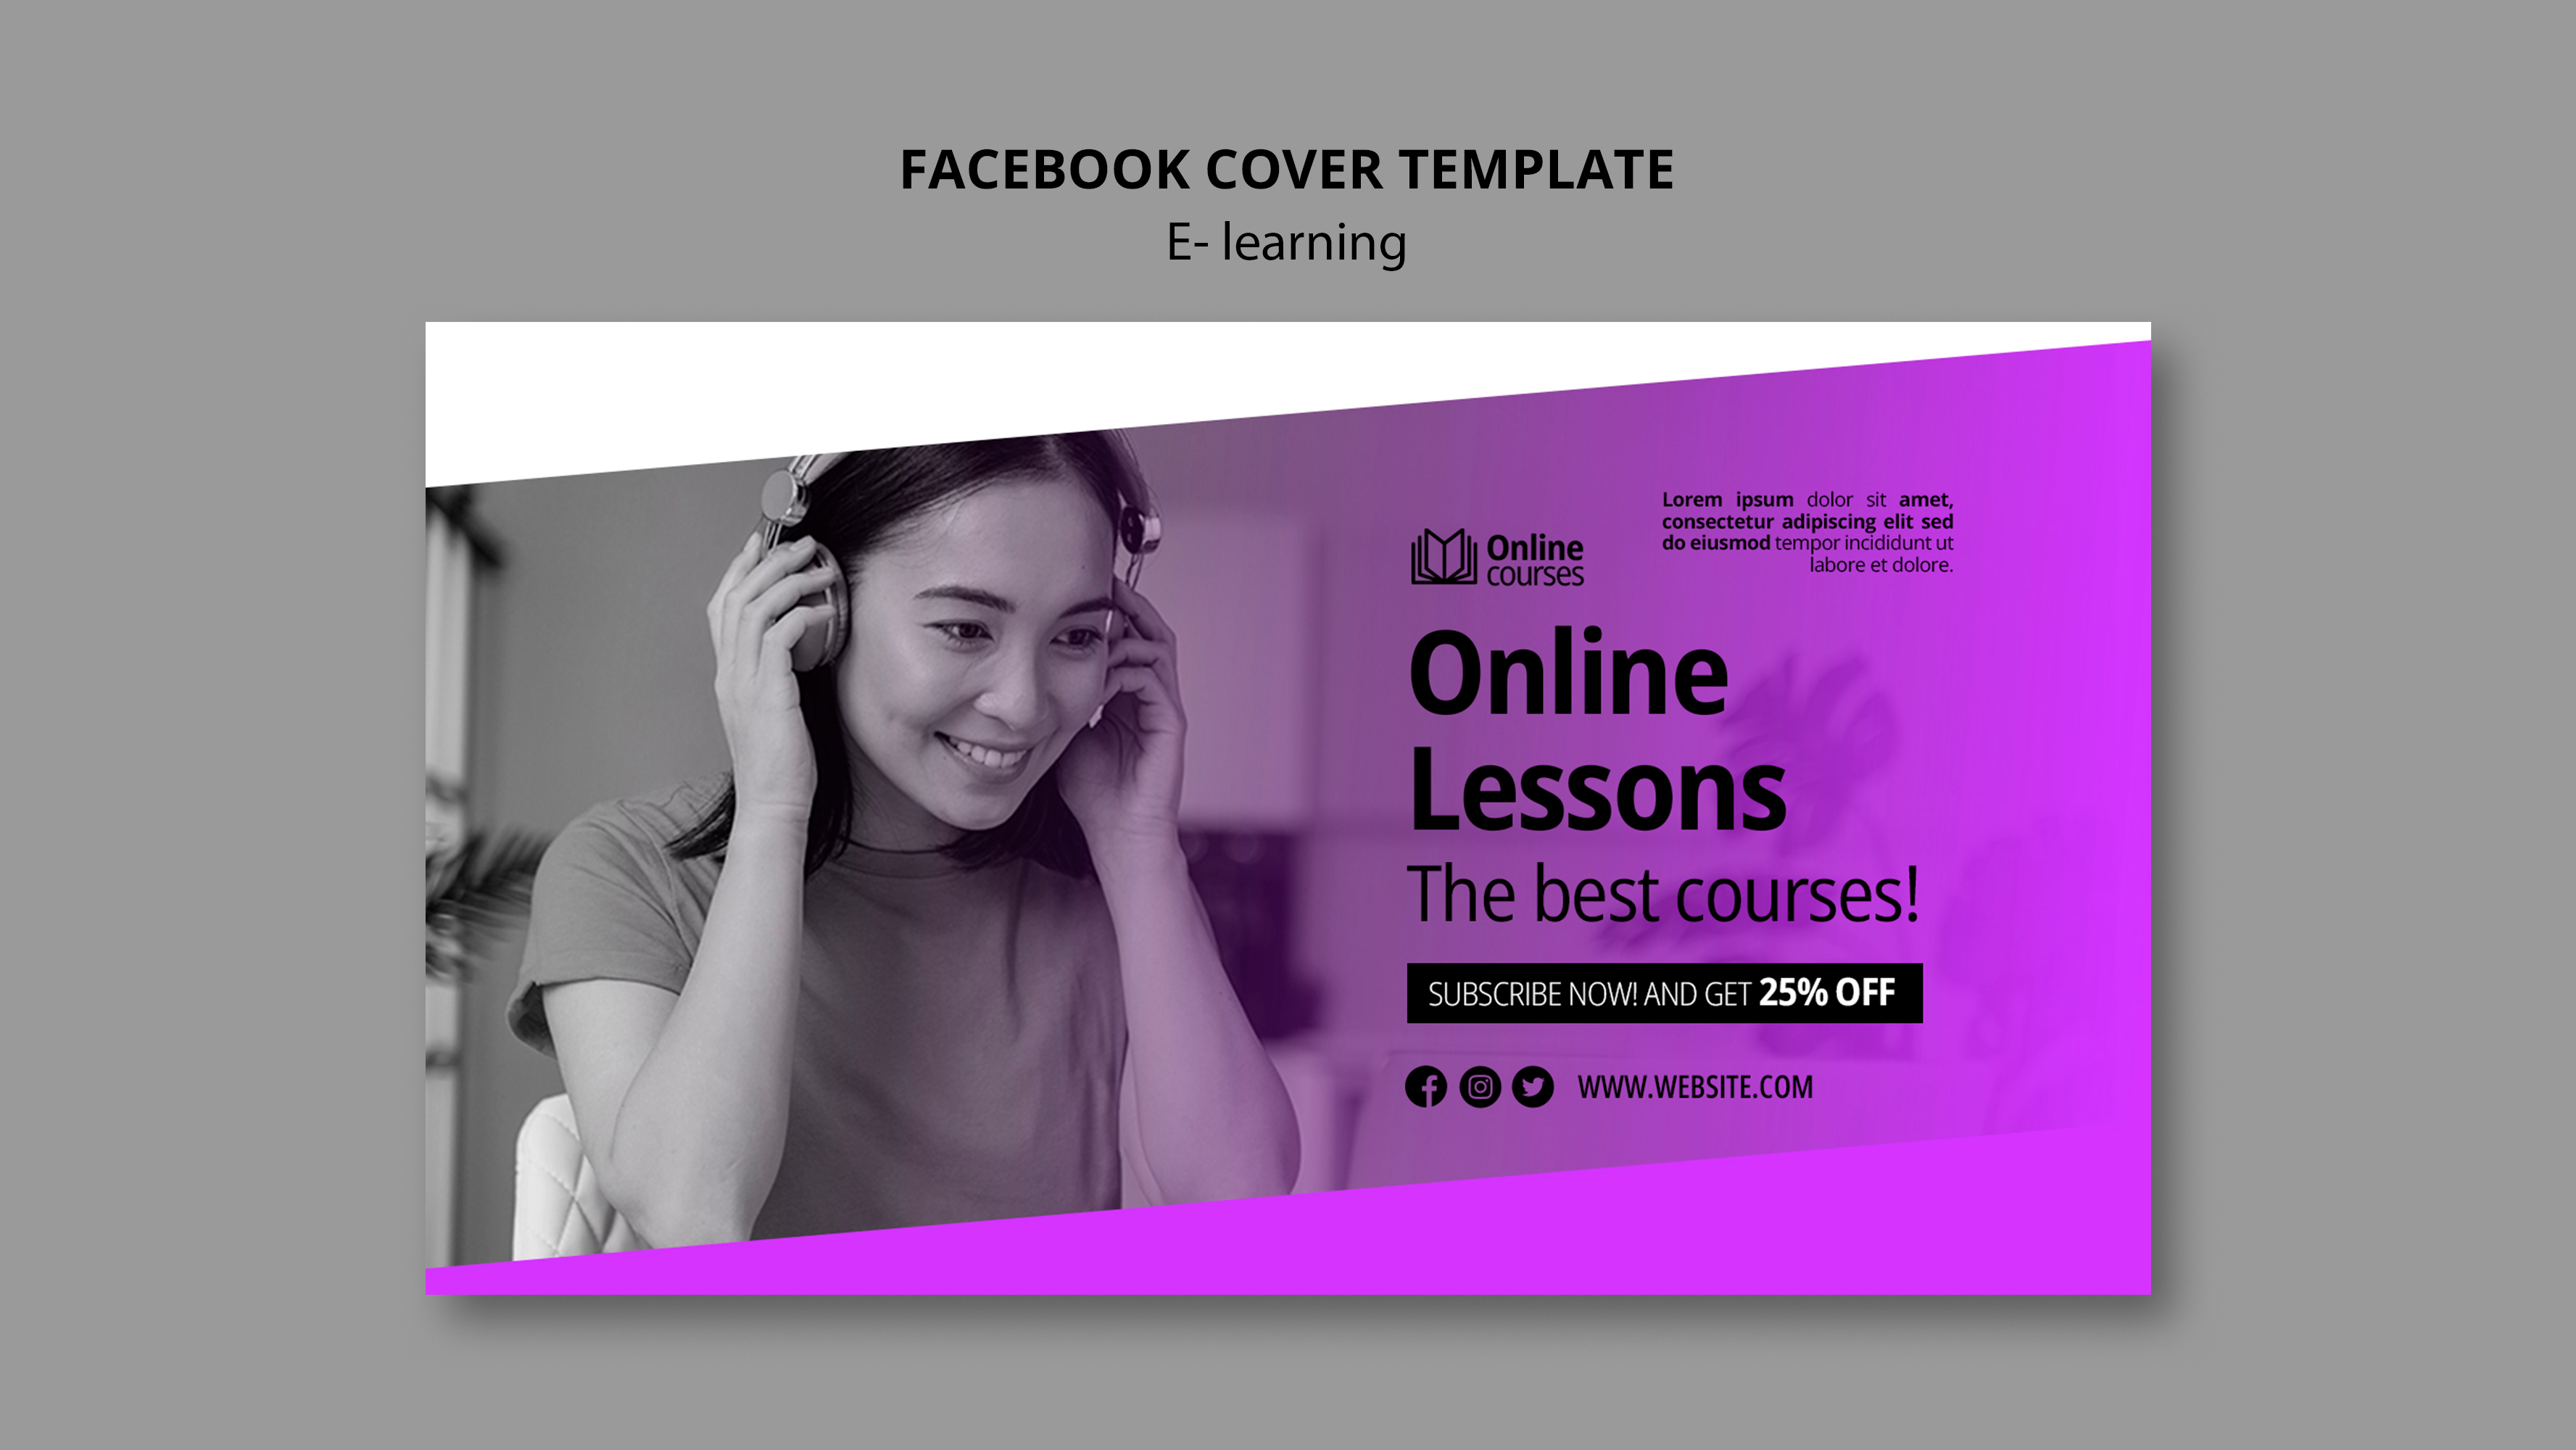 FACEBOOK COVER TEMPLATE
E- learning
Online
courses
Lorem ipsum dolor sit amet,
consectetur adipiscing elit sed
do eiusmod tempor incididunt ut
labore et dolore.
Online
Lessons
The best courses!
SUBSCRIBE NOW! AND GET 25% OFF
WWW.WEBSITE.COM